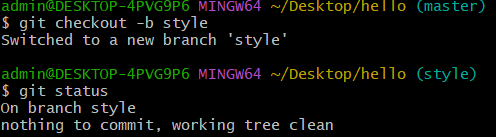 admin@DESKTOP-4PVG9P6 MINGW64 ~/Desktop/hello (master)
$ git checkout -b style
Switched to a new branch 'style'
admin@DESKTOP-4PVG9P6 MINGW64 ~/Desktop/hello (style)
$ git status
On branch style
nothing to commit, working tree clean